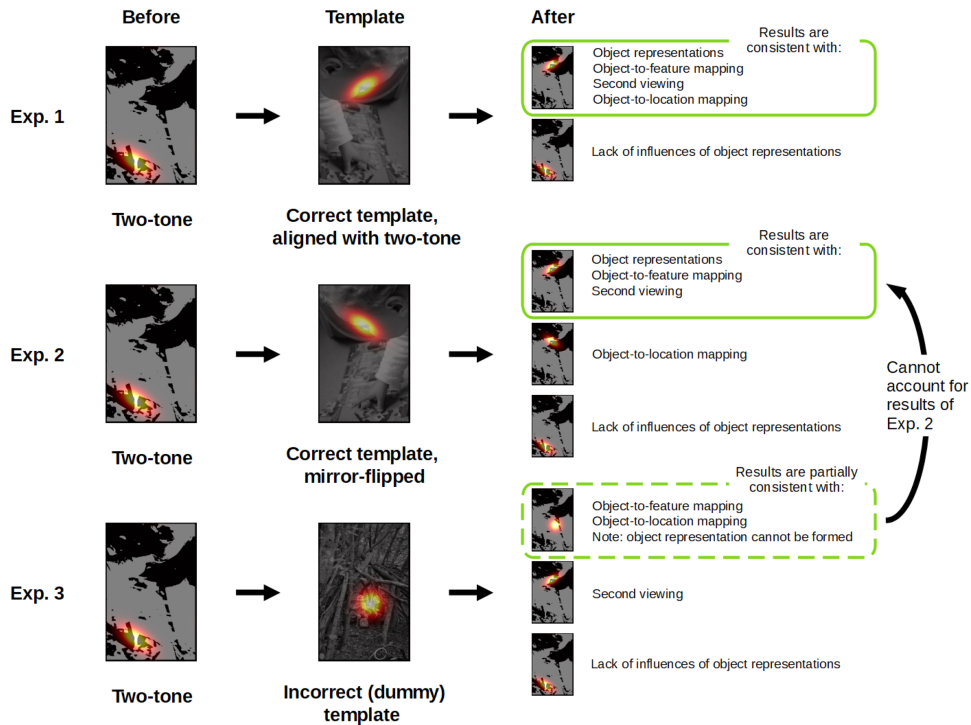 Before
Template
After
Exp. 1
Two-tone
Correct template,
aligned with two-tone
Results are
consistent with:
Object representations
Object-to-feature mapping
Second viewing
Object-to-location mapping
Lack of influences of object representations
Exp. 2
Two-tone
Correct template,
mirror-flipped
Results are
consistent with:
Object representations
Object-to-feature mapping
Second viewing
Object-to-location mapping
Lack of influences of object representations
Cannot
account for
results of
Exp. 2
Exp. 3
Two-tone
Incorrect (dummy)
template
Results are partially
consistent with:
Object-to-feature mapping
Object-to-location mapping
Note: object representation cannot be formed
Second viewing
Lack of influences of object representations